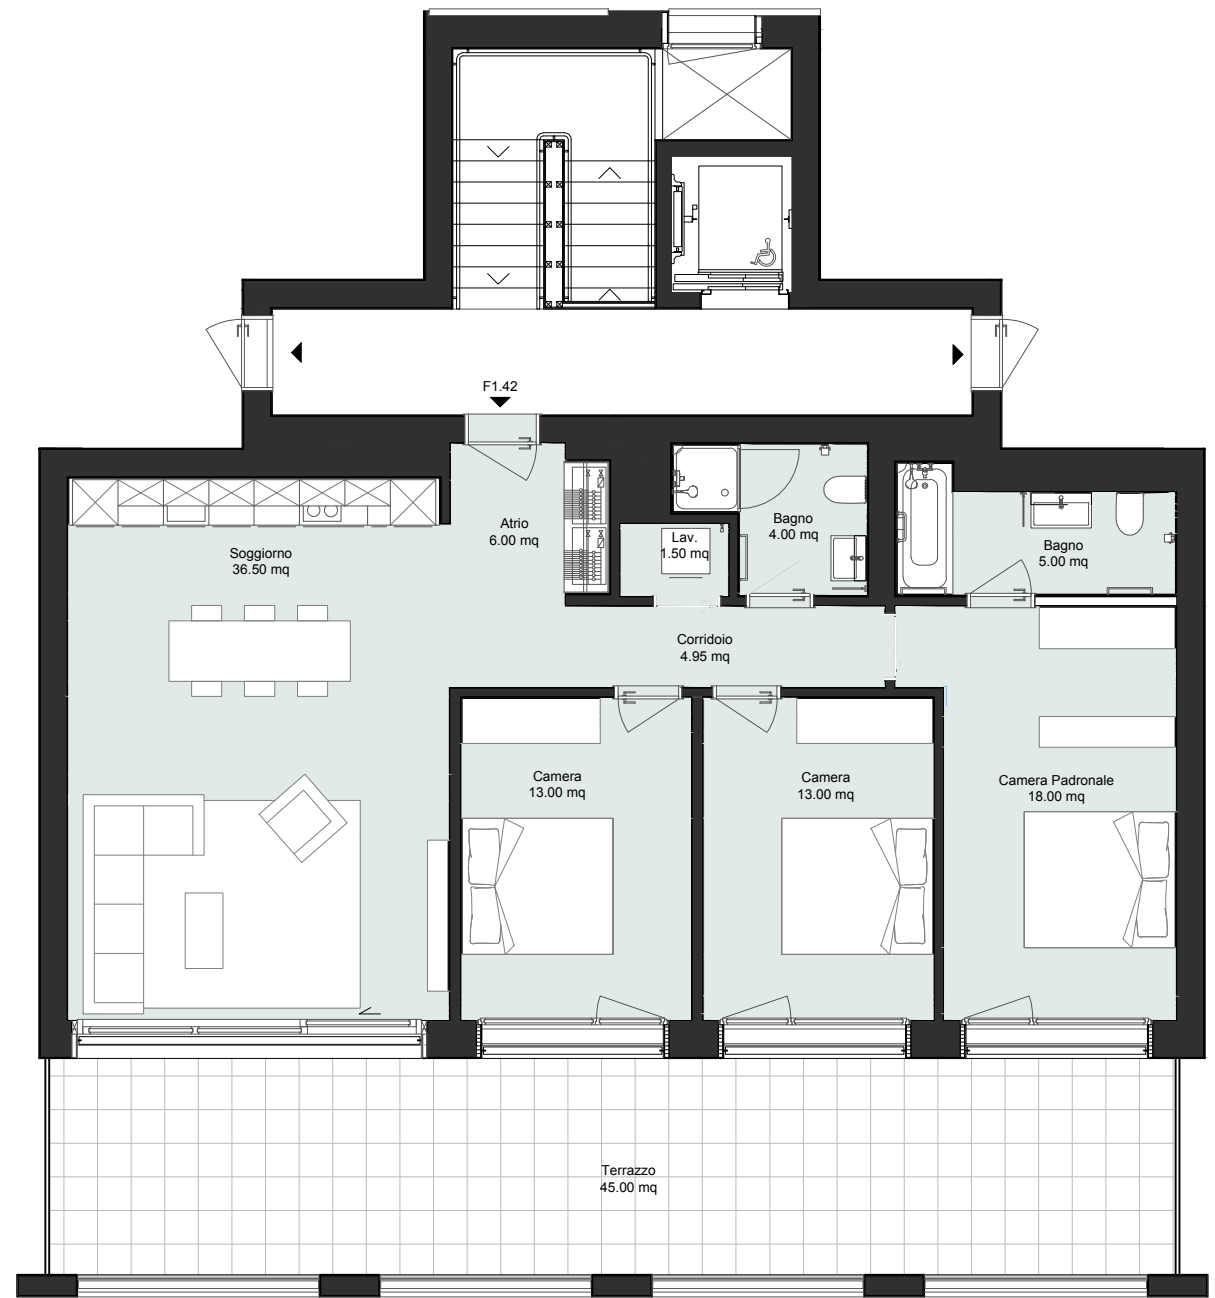 F1.42
Atrio
6.00 mq
Bagno
4.00 mq
Lav.
1.50 mq
Bagno
5.00 mq
Soggiorno
36.50 mq
Corridoio
4.95 mq
Camera
13.00 mq
Camera
13.00 mq
Camera Padronale
18.00 mq
Terrazzo
45.00 mq